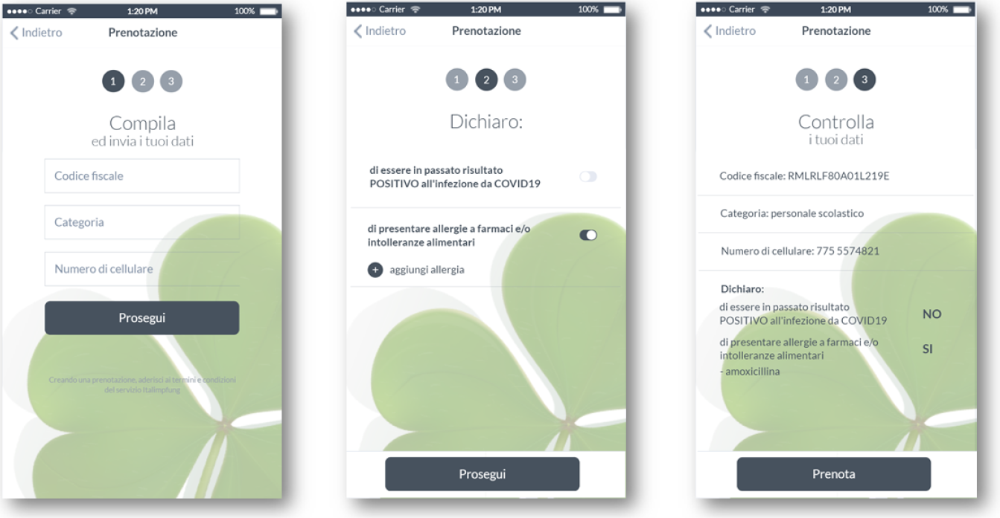 Carrier 1:20 PM 100%
Indietro Prenotazione
1 2 3
Compila
ed invia i tuoi dati
Codice fiscale
Categoria
Numero di cellulare
Prosegui
Creando una prenotazione, aderisci ai termini e condizioni
del servizio Italimpfung
Carrier 1:20 PM 100%
Indietro Prenotazione
1 2 3
Dichiaro:
di essere in passato risultato
POSITIVO all'infezione da COVID19
di presentare allergie a farmaci e/o
intolleranze alimentari
+ aggiungi allergia
Prosegui
Carrier 1:20 PM 100%
Indietro Prenotazione
1 2 3
Controlla
i tuoi dati
Codice fiscale: RMLRLF80A01L219E
Categoria: personale scolastico
Numero di cellulare: 775 5574821
Dichiaro:
di essere in passato risultato
POSITIVO all'infezione da COVID19 NO
di presentare allergie a farmaci e/o
intolleranze alimentari SI
- amoxicillina
Prenota